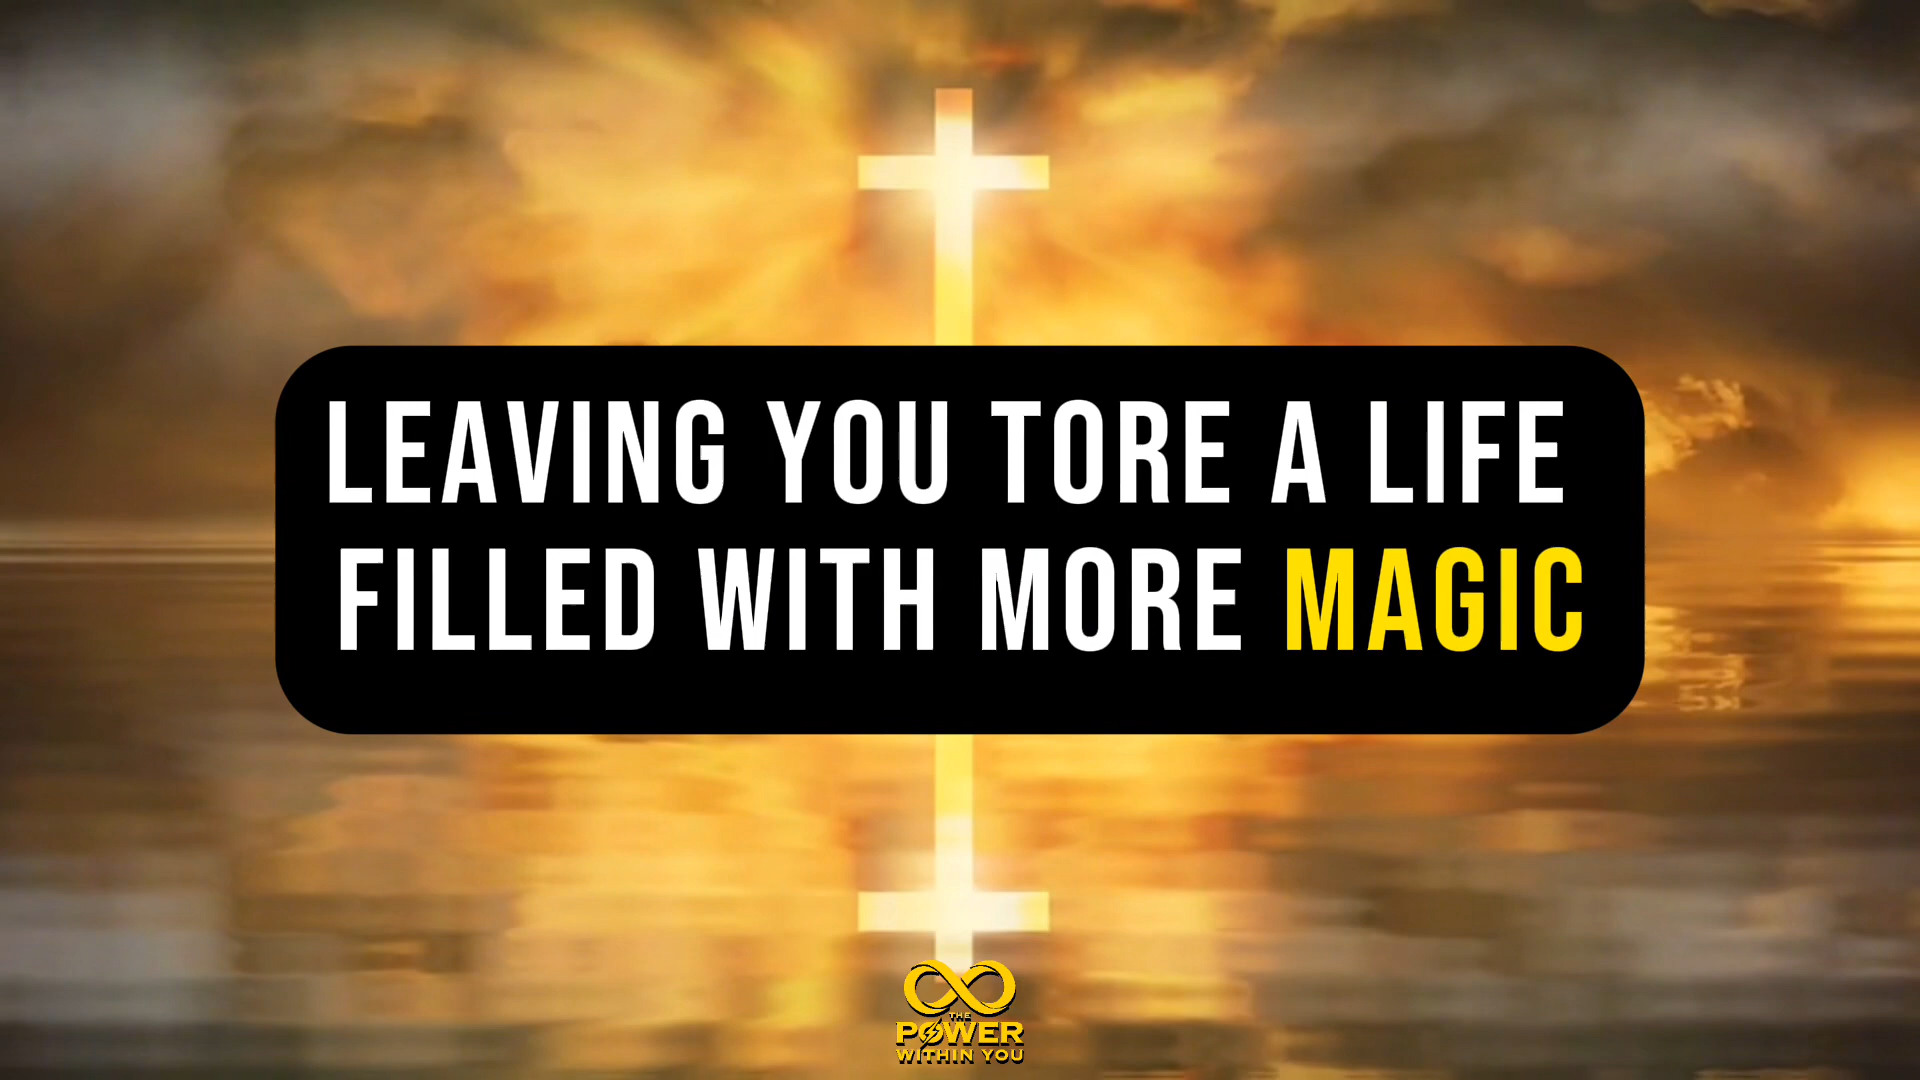 LEAVING YOU TORE A LIFE
FILLED WITH MORE MAGIC
THE
POWER
WITHIN YOU